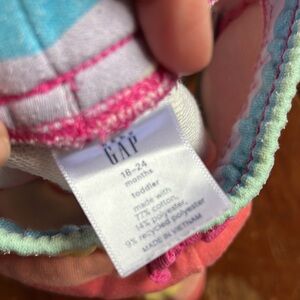 GAP
18-24
months
toddler
made with
77% cotton,
14% polyester,
9% recycled polyester
MADE IN VIETNAM